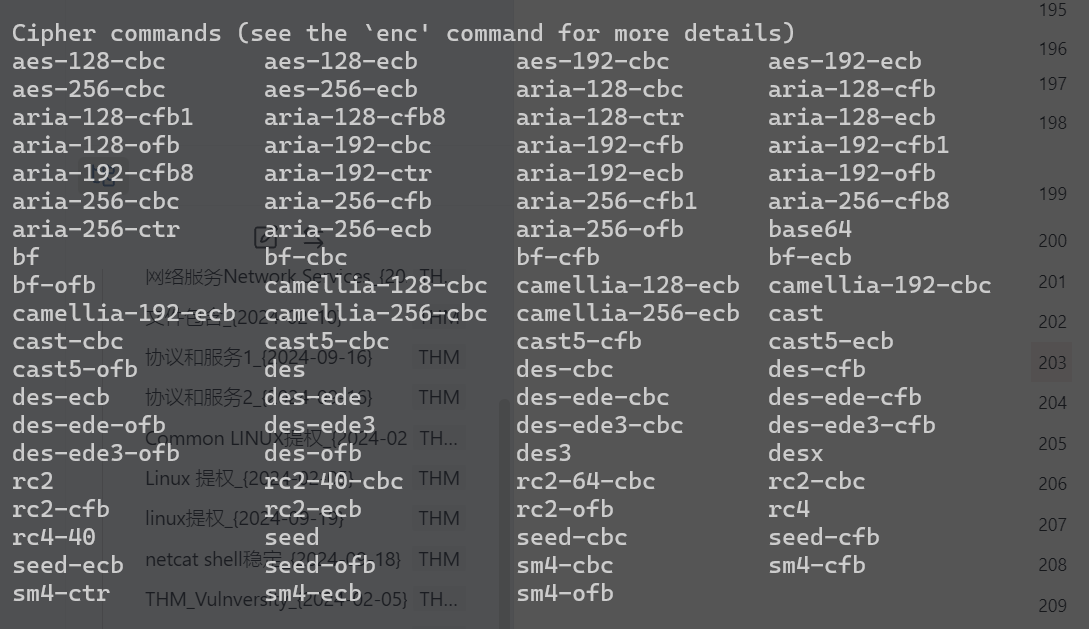 Cipher commands (see the `enc' command for more details)
aes-128-cbc aes-128-ecb aes-192-cbc aes-192-ecb
aes-256-cbc aes-256-ecb aria-128-cbc aria-128-cfb
aria-128-cfb1 aria-128-cfb8 aria-128-ctr aria-128-ecb
aria-128-ofb aria-192-cbc aria-192-cfb aria-192-cfb1
aria-192-cfb8 aria-192-ctr aria-192-ecb aria-192-ofb
aria-256-cbc aria-256-cfb aria-256-cfb1 aria-256-cfb8
aria-256-ctr aria-256-ecb aria-256-ofb base64
bf bf-cbc bf-cfb bf-ecb
bf-ofb camellia-128-cbc camellia-128-ecb camellia-192-cbc
camellia-192-ecb camellia-256-cbc camellia-256-ecb cast
cast-cbc cast5-cbc cast5-cfb cast5-ecb
cast5-ofb des des-cbc des-cfb
des-ecb des-ede des-ede-cbc des-ede-cfb
des-ede-ofb des-ede3 des-ede3-cbc des-ede3-cfb
des-ede3-ofb des-ofb des3 desx
rc2 rc2-40-cbc rc2-64-cbc rc2-cbc
rc2-cfb rc2-ecb rc2-ofb rc4
rc4-40 seed seed-cbc seed-cfb
seed-ecb seed-ofb sm4-cbc sm4-cfb
sm4-ctr sm4-ecb sm4-ofb
网络服务Network Services_{20 TH...
文件包含_{2024-02-10} THM
协议和服务1_{2024-09-16} THM
协议和服务2_{2024-09-16} THM
Common LINUX提权_{2024-02 TH...
Linux 提权 THM
linux提权_{2024-09-19} THM
netcat shell稳定_{2024-09-18} THM
THM_Vulnversity_{2024-02-05} TH...
195
196
197
198
199
200
201
202
203
204
205
206
207
208
209